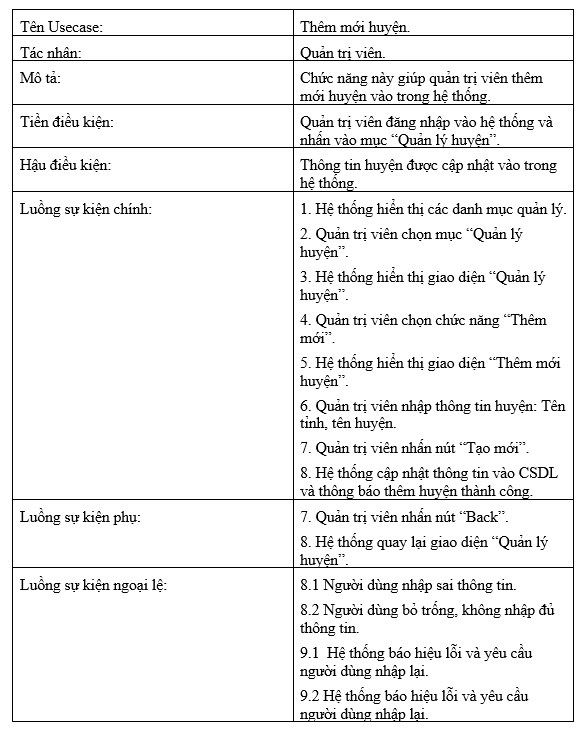 Tên Usecase:
Thêm mới huyện.
Tác nhân:
Quản trị viên.
Mô tả:
Chức năng này giúp quản trị viên thêm
mới huyện vào trong hệ thống.
Tiền điều kiện:
Quản trị viên đăng nhập vào hệ thống và
nhấn vào mục “Quản lý huyện”.
Hậu điều kiện:
Thông tin huyện được cập nhật vào trong
hệ thống.
Luồng sự kiện chính:
1. Hệ thống hiển thị các danh mục quản lý.
2. Quản trị viên chọn mục “Quản lý
huyện”.
3. Hệ thống hiển thị giao diện “Quản lý
huyện”.
4. Quản trị viên chọn chức năng “Thêm
mới”.
5. Hệ thống hiển thị giao diện “Thêm mới
huyện”.
6. Quản trị viên nhập thông tin huyện: Tên
tỉnh, tên huyện.
7. Quản trị viên nhấn nút “Tạo mới”.
8. Hệ thống cập nhật thông tin vào CSDL
và thông báo thêm huyện thành công.
Luồng sự kiện phụ:
7. Quản trị viên nhấn nút “Back”.
8. Hệ thống quay lại giao diện “Quản lý
huyện”.
Luồng sự kiện ngoại lệ:
8.1 Người dùng nhập sai thông tin.
8.2 Người dùng bỏ trống, không nhập đủ
thông tin.
9.1 Hệ thống báo hiệu lỗi và yêu cầu
người dùng nhập lại.
9.2 Hệ thống báo hiệu lỗi và yêu cầu
người dùng nhập lại.